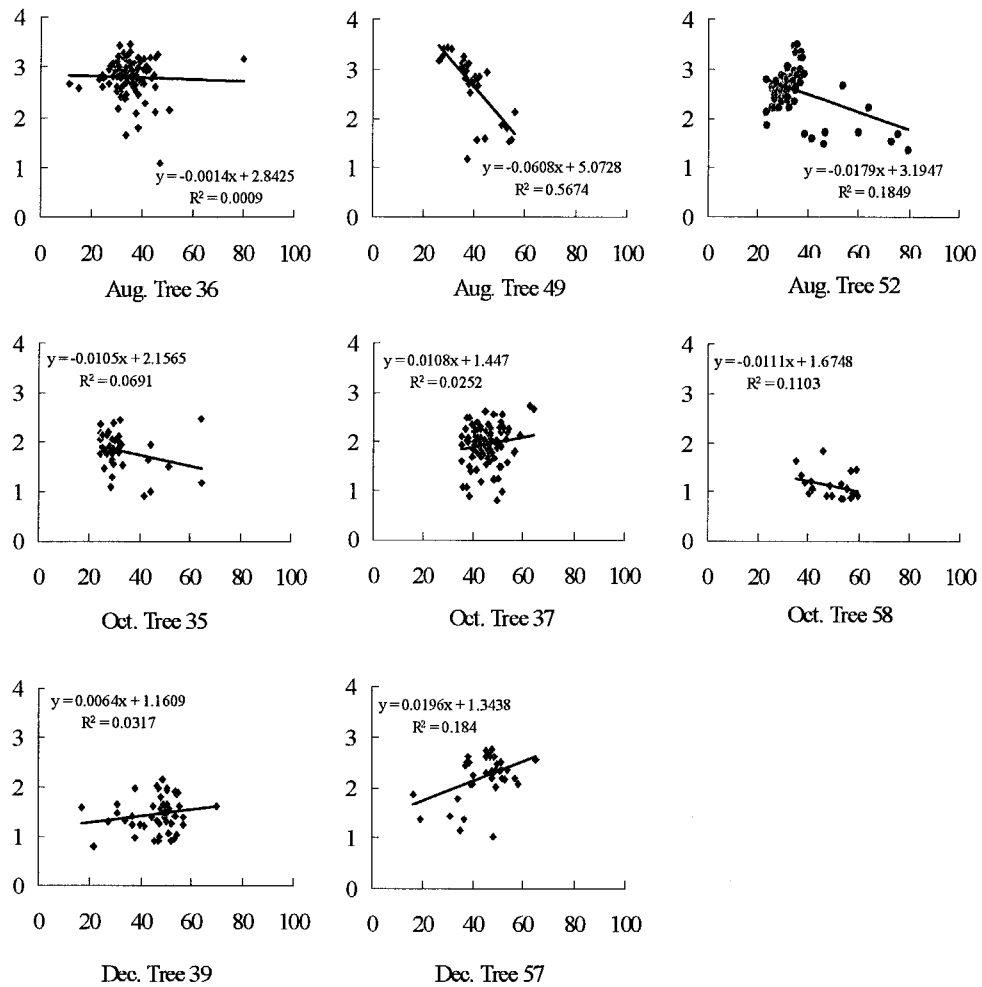 4
3
2
1
0
y = -0.0014x + 2.8425
R² = 0.0009
0 20 40 60 80 100
Aug. Tree 36
4
3
2
1
0
y = -0.0608x + 5.0728
R² = 0.5674
0 20 40 60 80 100
Aug. Tree 49
4
3
2
1
0
y = -0.0179x + 3.1947
R² = 0.1849
0 20 40 60 80 100
Aug. Tree 52
4
3
2
1
0
y = -0.0105x + 2.1565
R² = 0.0691
0 20 40 60 80 100
Oct. Tree 35
4
3
2
1
0
y = 0.0108x + 1.447
R² = 0.0252
0 20 40 60 80 100
Oct. Tree 37
4
3
2
1
0
y = -0.0111x + 1.6748
R² = 0.1103
0 20 40 60 80 100
Oct. Tree 58
4
3
2
1
0
y = 0.0064x + 1.1609
R² = 0.0317
0 20 40 60 80 100
Dec. Tree 39
4
3
2
1
0
y = 0.0196x + 1.3438
R² = 0.184
0 20 40 60 80 100
Dec. Tree 57